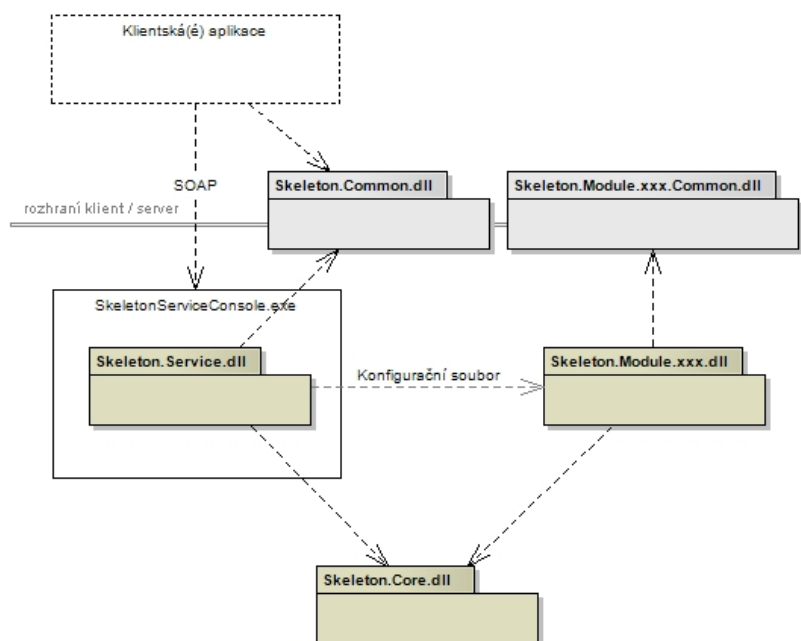 Klientská(é) aplikace
SOAP
Skeleton.Common.dll
Skeleton.Module.xxx.Common.dll
rozhraní klient / server
SkeletonServiceConsole.exe
Skeleton.Service.dll
Konfigurační soubor
Skeleton.Module.xxx.dll
Skeleton.Core.dll